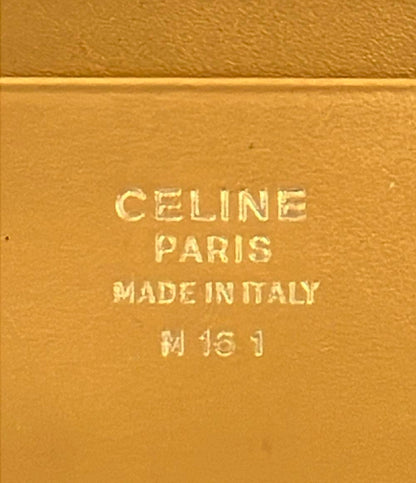 CELINE
PARIS
MADE IN ITALY
M 16 1